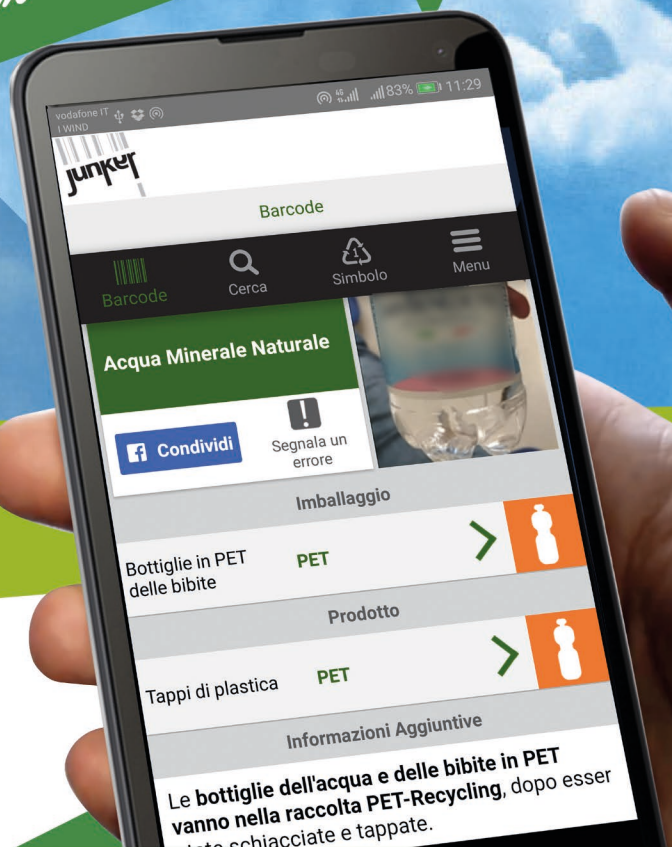 vodafone IT
I WIND
4G
83%
11:29
junker
Barcode
Barcode
Cerca
1
Simbolo
Menu
Acqua Minerale Naturale
f Condividi
!
Segnala un
errore
Imballaggio
Bottiglie in PET
delle bibite
PET
Prodotto
Tappi di plastica
PET
Informazioni Aggiuntive
Le bottiglie dell'acqua e delle bibite in PET
vanno nella raccolta PET-Recycling, dopo esser
schiacciate e tappate.